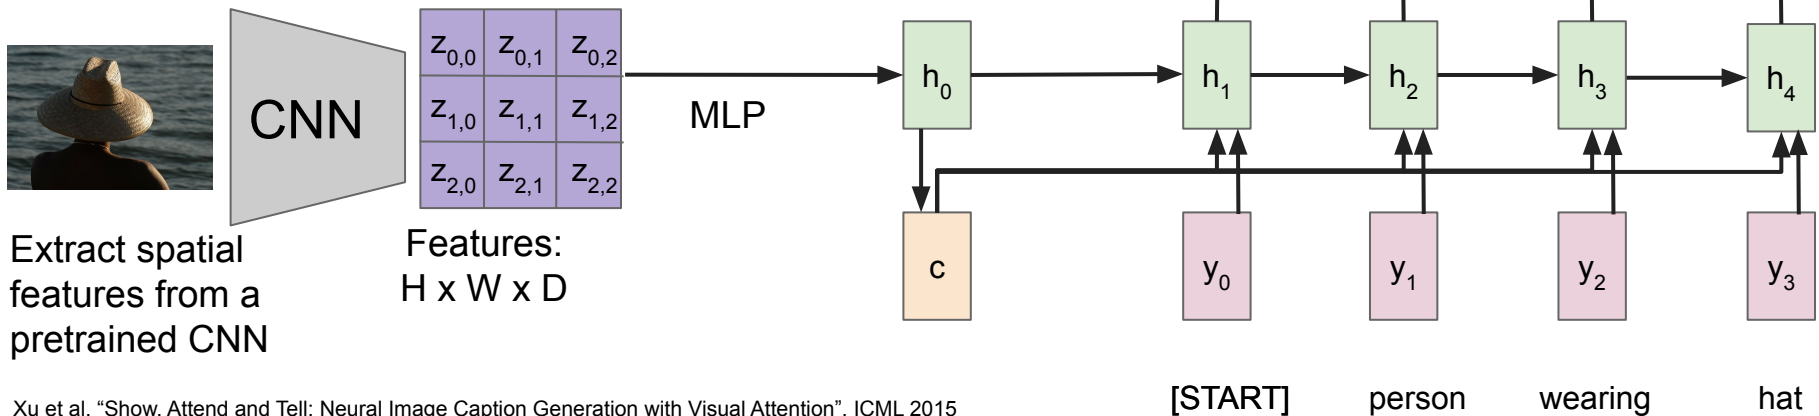 CNN
z0,0 z0,1 z0,2
z1,0 z1,1 z1,2
z2,0 z2,1 z2,2
MLP
h0 h1 h2 h3 h4
c y0 y1 y2 y3
Extract spatial
features from a
pretrained CNN
Features:
H x W x D
[START] person wearing hat
Xu et al, “Show, Attend and Tell: Neural Image Caption Generation with Visual Attention”, ICML 2015